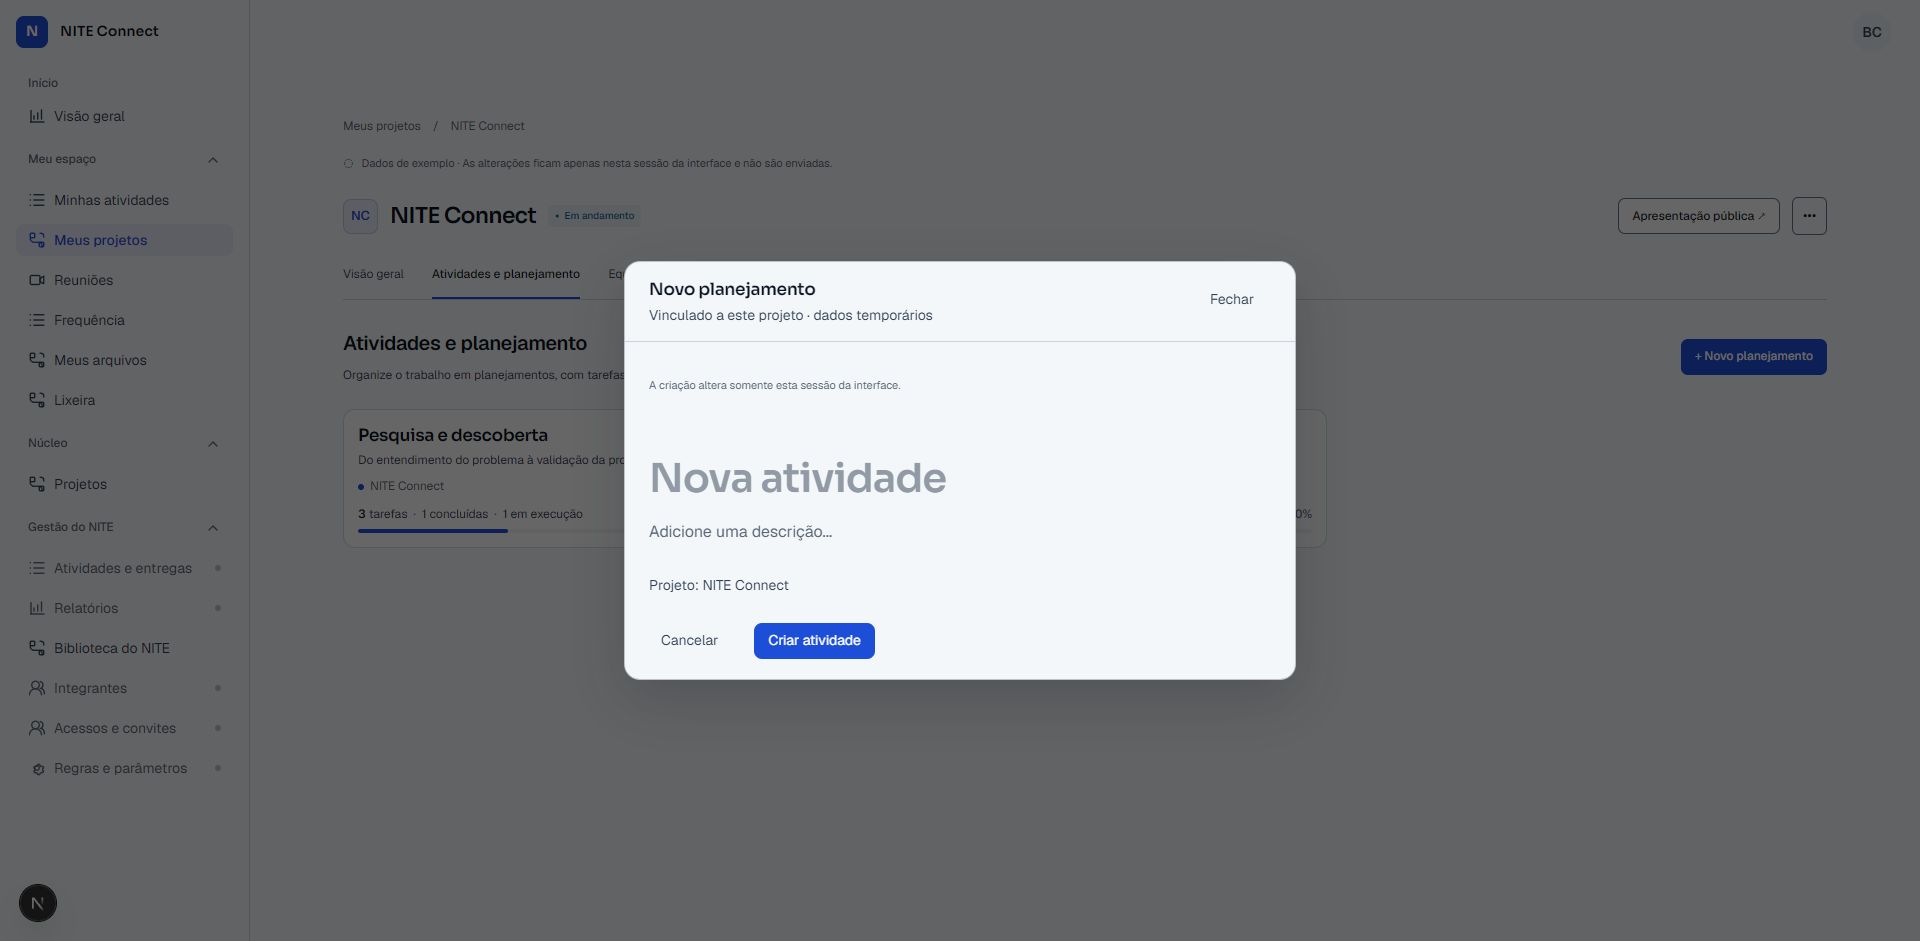 N NITE Connect
BC
Início
Visão geral
Meu espaço
Minhas atividades
Meus projetos
Reuniões
Frequência
Meus arquivos
Lixeira
Núcleo
Projetos
Gestão do NITE
Atividades e entregas
Relatórios
Biblioteca do NITE
Integrantes
Acessos e convites
Regras e parâmetros
N
Meus projetos / NITE Connect
Dados de exemplo · As alterações ficam apenas nesta sessão da interface e não são enviadas.
NC NITE Connect • Em andamento
Apresentação pública ↗ •••
Visão geral Atividades e planejamento Eq
Atividades e planejamento
Organize o trabalho em planejamentos, com tarefas
+ Novo planejamento
Pesquisa e descoberta
Do entendimento do problema à validação da pro
NITE Connect
3 tarefas · 1 concluídas · 1 em execução
0%
Novo planejamento
Vinculado a este projeto · dados temporários
Fechar
A criação altera somente esta sessão da interface.
Nova atividade
Adicione uma descrição...
Projeto: NITE Connect
Cancelar Criar atividade